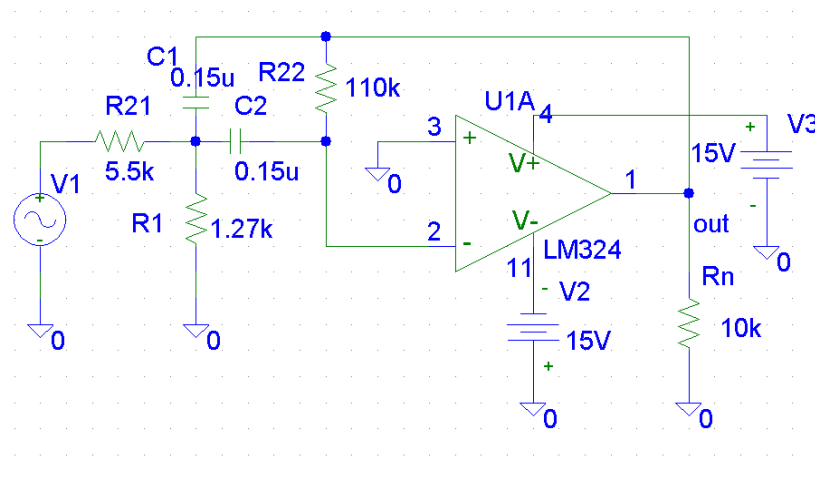 C1
0.15u
R22
110k
R21
C2
U1A
4
V3
3
+
+
15V
5.5k
0.15u
V+
0
V1
+
-
R1
1.27k
1
-
V-
out
2
-
LM324
0
11
-
V2
Rn
0
0
15V
10k
+
0
0